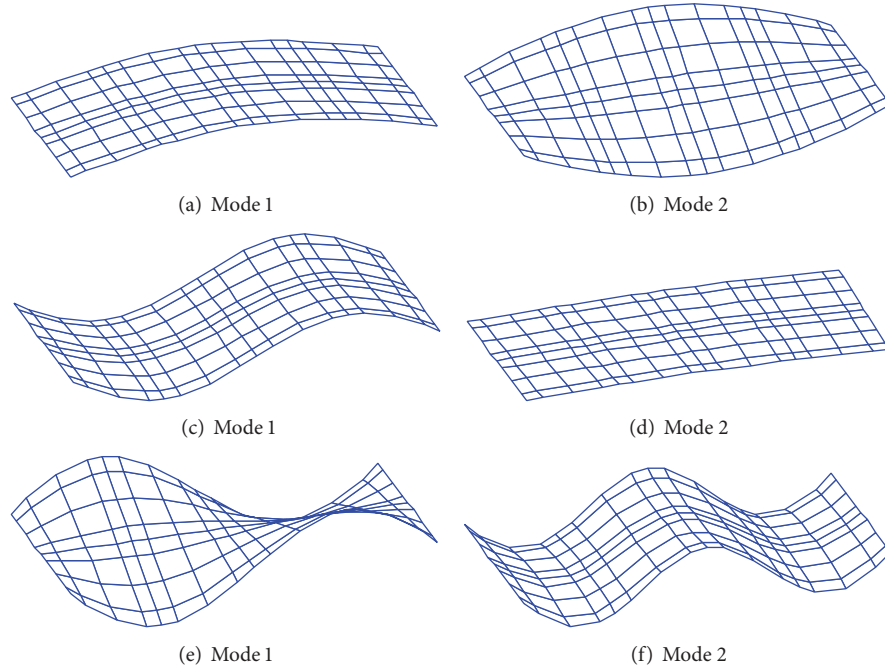 (a) Mode 1
(b) Mode 2
(c) Mode 1
(d) Mode 2
(e) Mode 1
(f) Mode 2